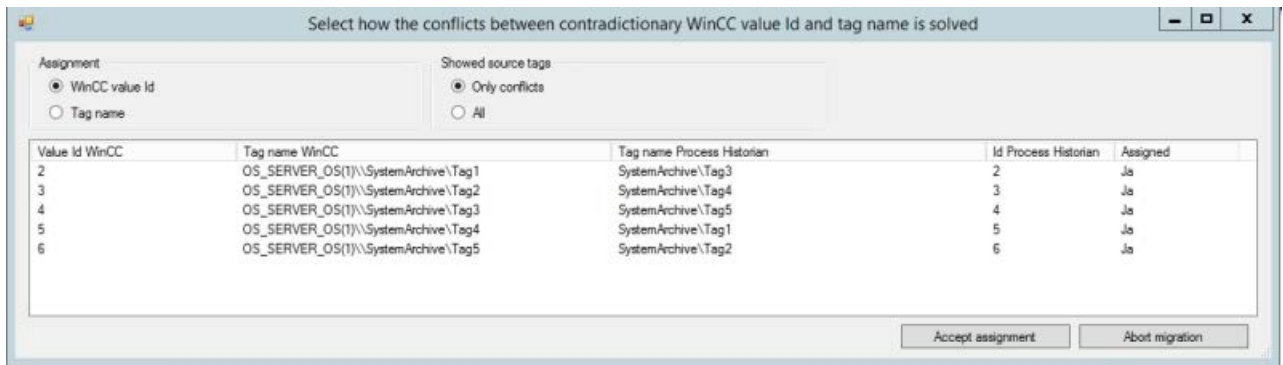 Select how the conflicts between contradictionary WinCC value Id and tag name is solved
Assignment Showed source tags
WinCC value Id Only conflicts
Tag name All
Value Id WinCC Tag name WinCC Tag name Process Historian Id Process Historian Assigned
2 OS_SERVER_OS(1)\\SystemArchive\Tag1 SystemArchive\Tag3 2 Ja
3 OS_SERVER_OS(1)\\SystemArchive\Tag2 SystemArchive\Tag4 3 Ja
4 OS_SERVER_OS(1)\\SystemArchive\Tag3 SystemArchive\Tag5 4 Ja
5 OS_SERVER_OS(1)\\SystemArchive\Tag4 SystemArchive\Tag1 5 Ja
6 OS_SERVER_OS(1)\\SystemArchive\Tag5 SystemArchive\Tag2 6 Ja
Accept assignment Abort migration